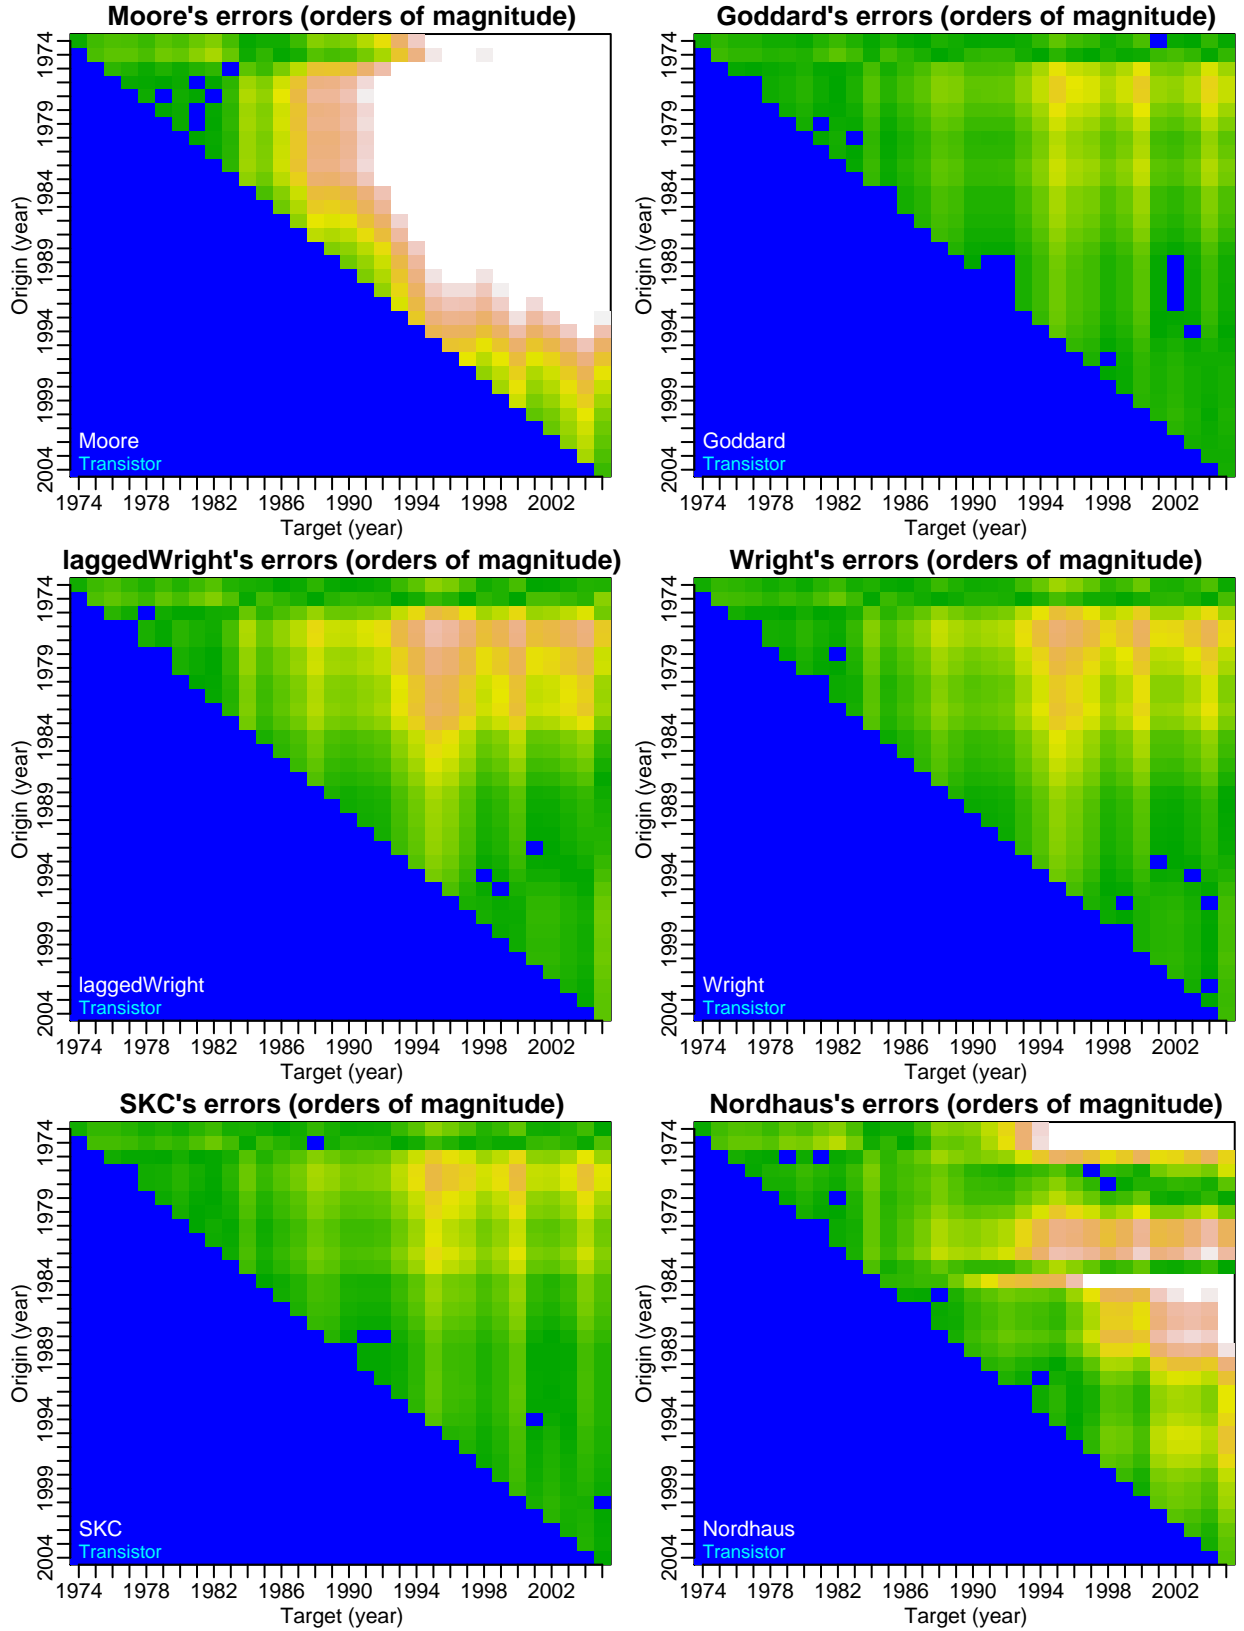 Moore's errors (orders of magnitude)
Origin (year)
1974 1979 1984 1989 1994 1999 2004
Moore
Transistor
1974 1978 1982 1986 1990 1994 1998 2002
Target (year)
Goddard's errors (orders of magnitude)
Origin (year)
1974 1979 1984 1989 1994 1999 2004
Goddard
Transistor
1974 1978 1982 1986 1990 1994 1998 2002
Target (year)
laggedWright's errors (orders of magnitude)
Origin (year)
1974 1979 1984 1989 1994 1999 2004
laggedWright
Transistor
1974 1978 1982 1986 1990 1994 1998 2002
Target (year)
Wright's errors (orders of magnitude)
Origin (year)
1974 1979 1984 1989 1994 1999 2004
Wright
Transistor
1974 1978 1982 1986 1990 1994 1998 2002
Target (year)
SKC's errors (orders of magnitude)
Origin (year)
1974 1979 1984 1989 1994 1999 2004
SKC
Transistor
1974 1978 1982 1986 1990 1994 1998 2002
Target (year)
Nordhaus's errors (orders of magnitude)
Origin (year)
1974 1979 1984 1989 1994 1999 2004
Nordhaus
Transistor
1974 1978 1982 1986 1990 1994 1998 2002
Target (year)